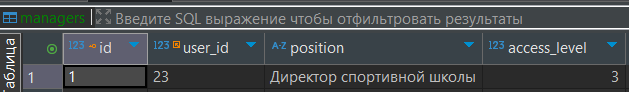 managers Введите SQL выражение чтобы отфильтровать результаты
Таблица
123 id 123 user_id A-Z position 123 access_level
1 1 23 Директор спортивной школы 3